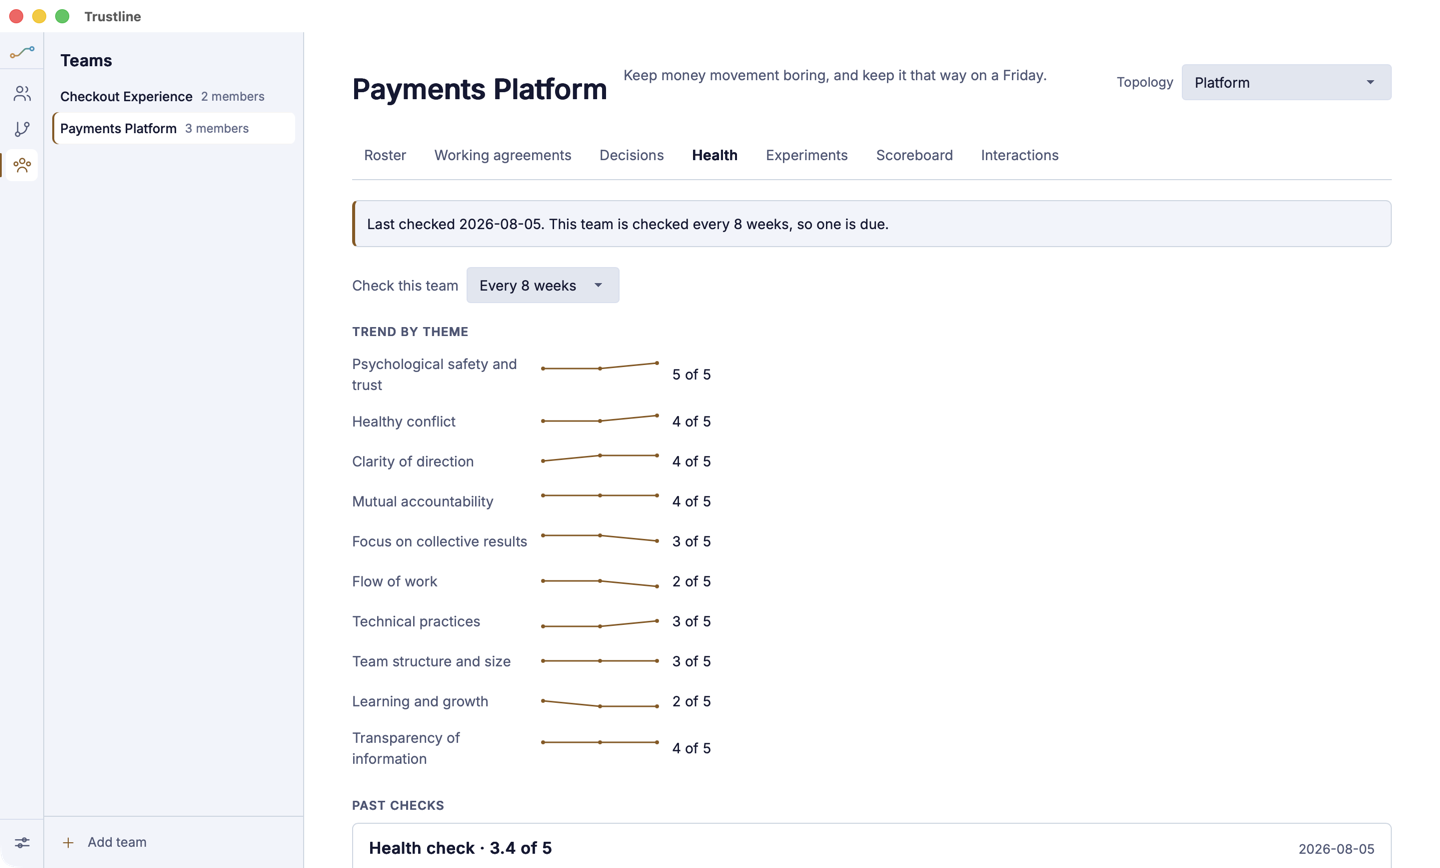 Trustline
Teams
Checkout Experience 2 members
Payments Platform 3 members
Add team
Payments Platform
Keep money movement boring, and keep it that way on a Friday.
Topology
Platform
Roster Working agreements Decisions Health Experiments Scoreboard Interactions
Last checked 2026-08-05. This team is checked every 8 weeks, so one is due.
Check this team Every 8 weeks
TREND BY THEME
Psychological safety and
trust
5 of 5
Healthy conflict 4 of 5
Clarity of direction 4 of 5
Mutual accountability 4 of 5
Focus on collective results 3 of 5
Flow of work 2 of 5
Technical practices 3 of 5
Team structure and size 3 of 5
Learning and growth 2 of 5
Transparency of
information
4 of 5
PAST CHECKS
Health check · 3.4 of 5 2026-08-05